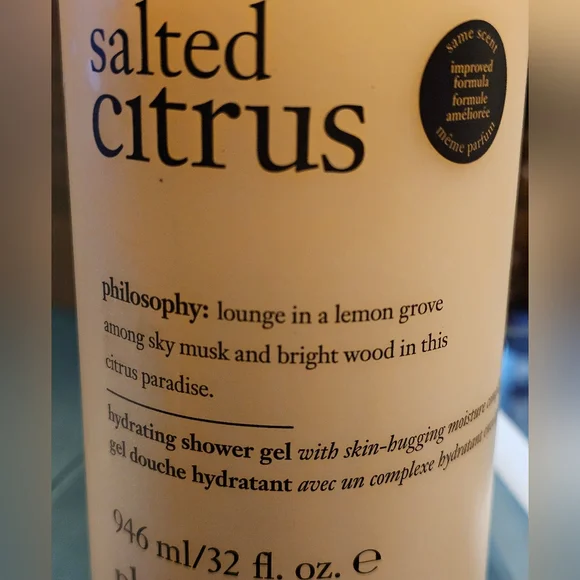 salted
citrus
same scent
improved
formula
formule
améliorée
même parfum
philosophy: lounge in a lemon grove
among sky musk and bright wood in this
citrus paradise.
hydrating shower gel with skin-hugging moisture
gel douche hydratant avec un complexe hydratant
946 ml/32 fl. oz. ℮